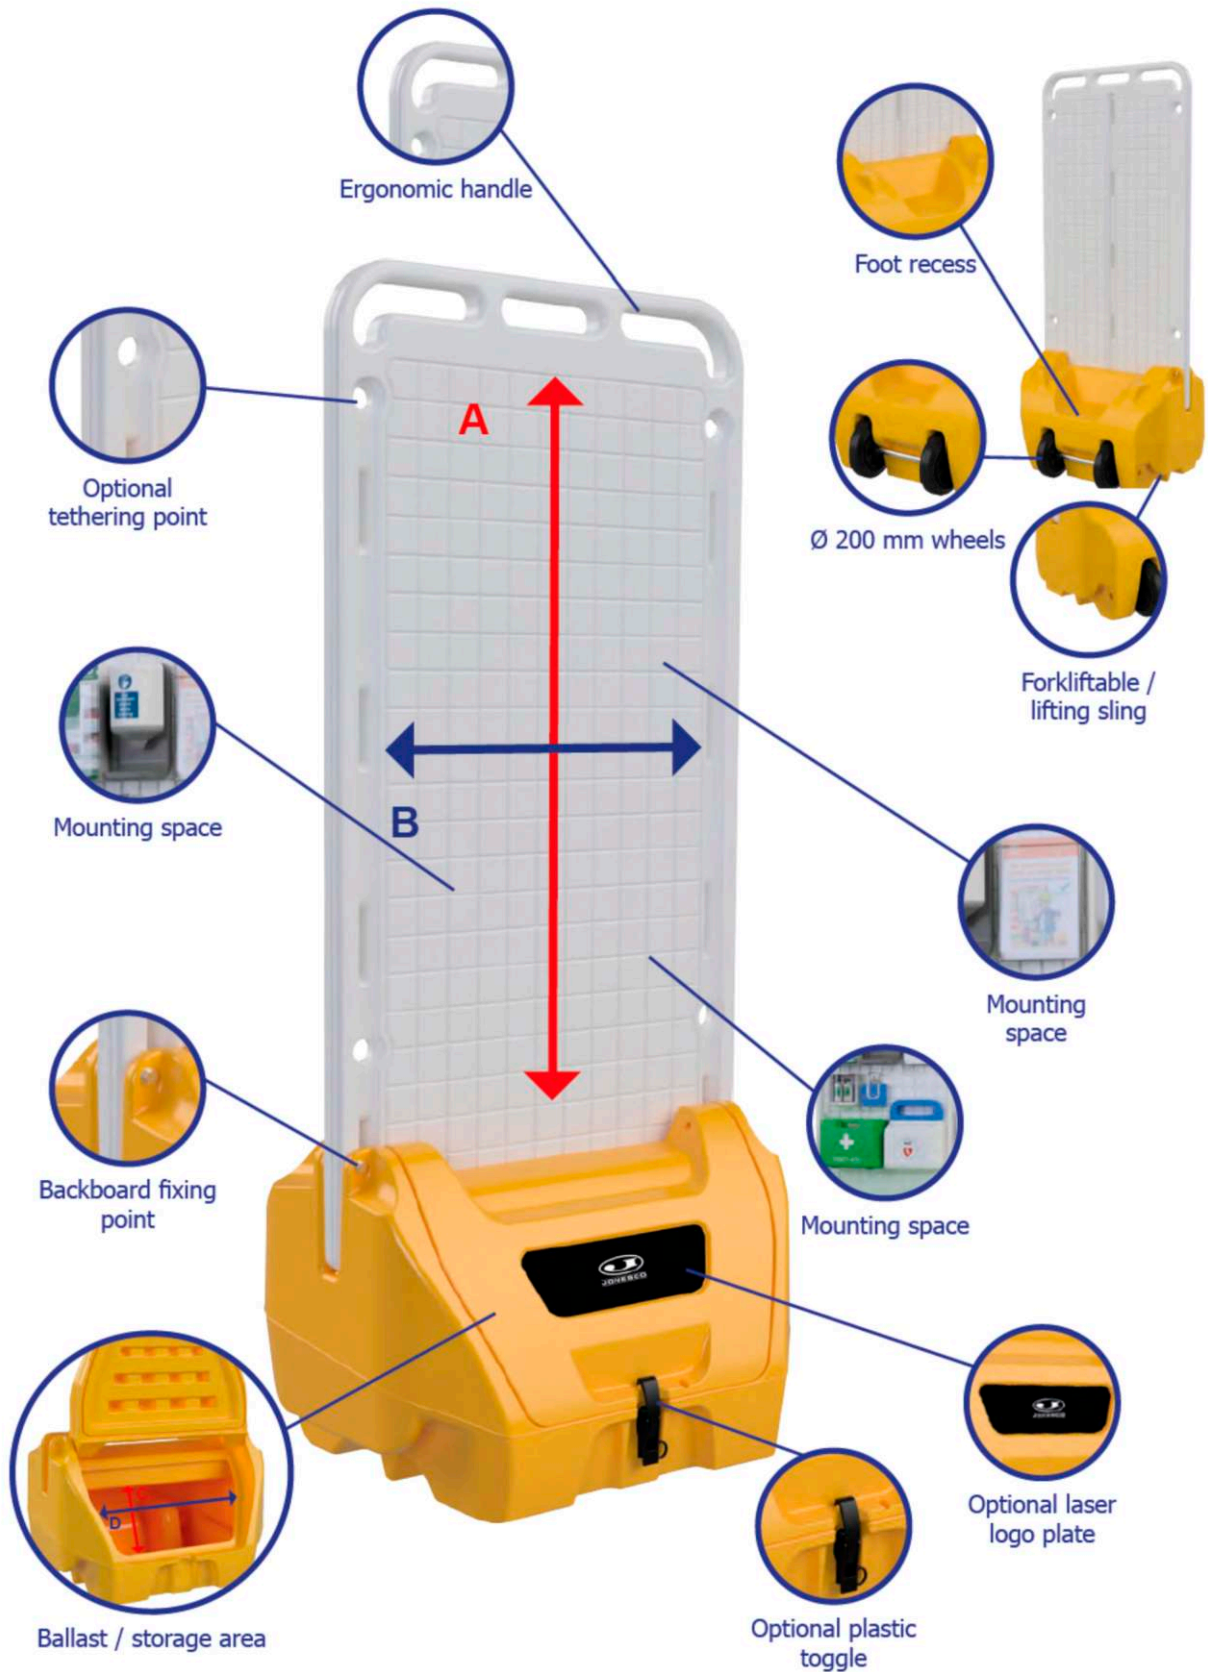 Ergonomic handle
Foot recess
Optional
tethering point
A
Ø 200 mm wheels
Forkliftable /
lifting sling
Mounting space
B
Mounting
space
Backboard fixing
point
Mounting space
JONESCO
D
Optional laser
logo plate
Ballast / storage area
Optional plastic
toggle